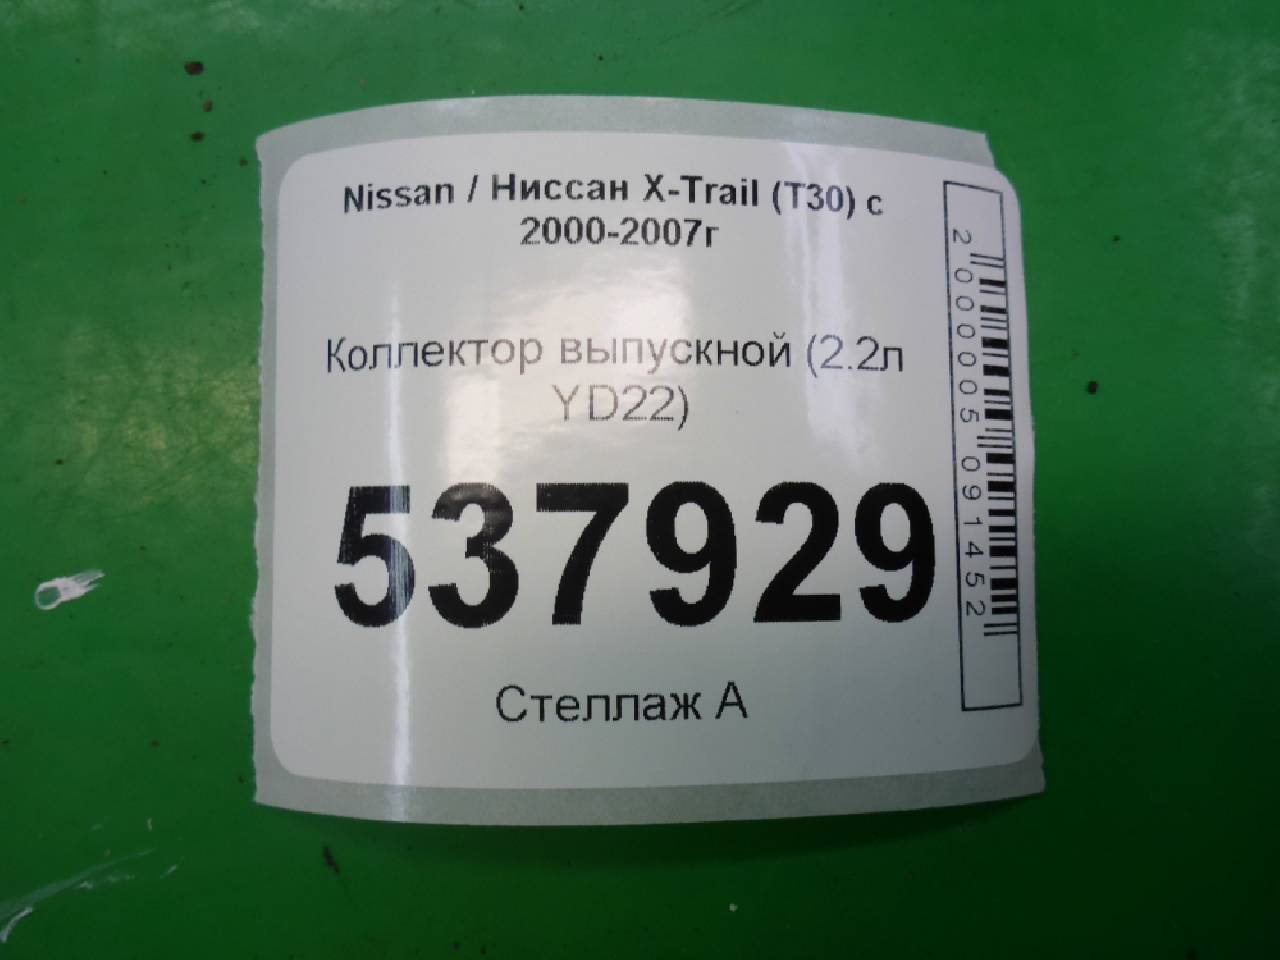 Nissan / Ниссан X-Trail (T30) с
2000-2007г
Коллектор выпускной (2.2л
YD22)
537929
Стеллаж А
2000005091452